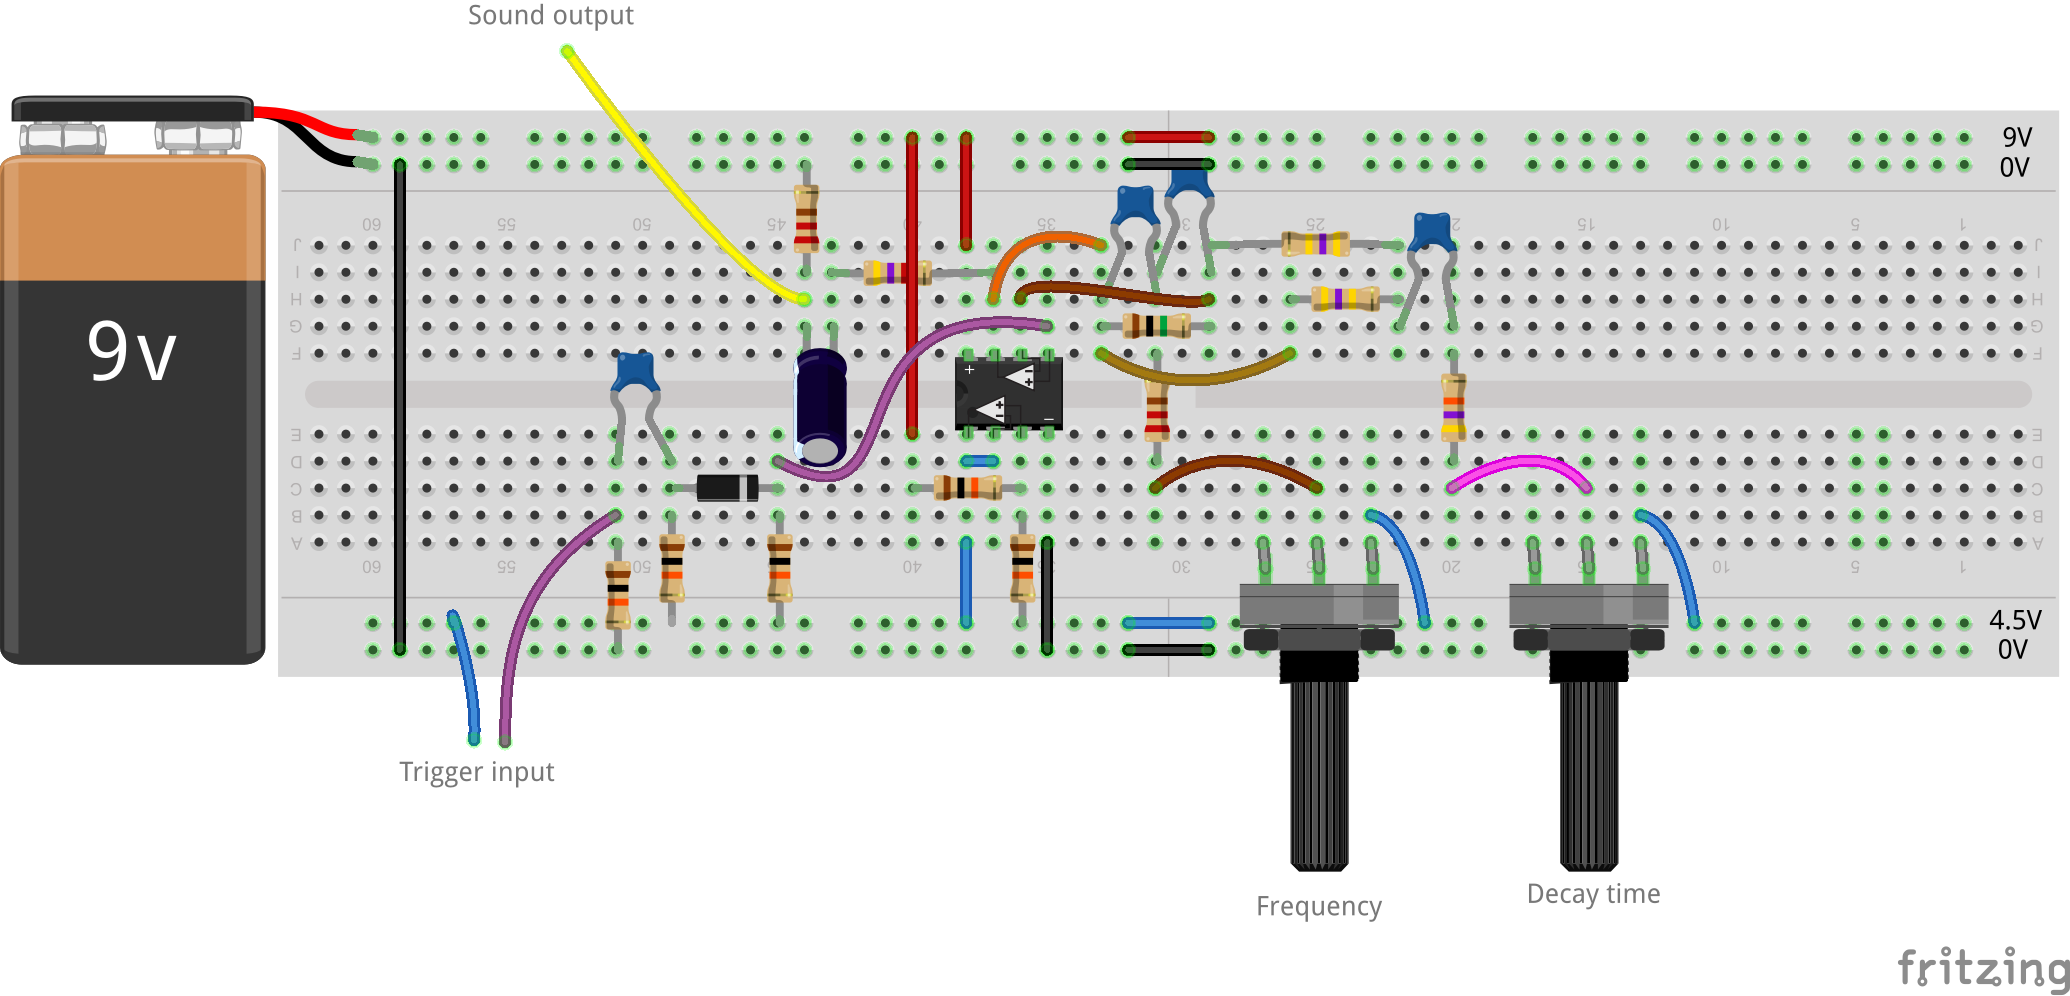 Sound output
9V
0V
9v
60 55 50 45 40 35 30 25 20 15 10 5 1
J J
I I
H H
G G
F F
+
−
E E
D D
C C
B B
A A
60 55 50 40 30 20 10 5 1
4.5V
0V
Trigger input
Frequency
Decay time
fritzing